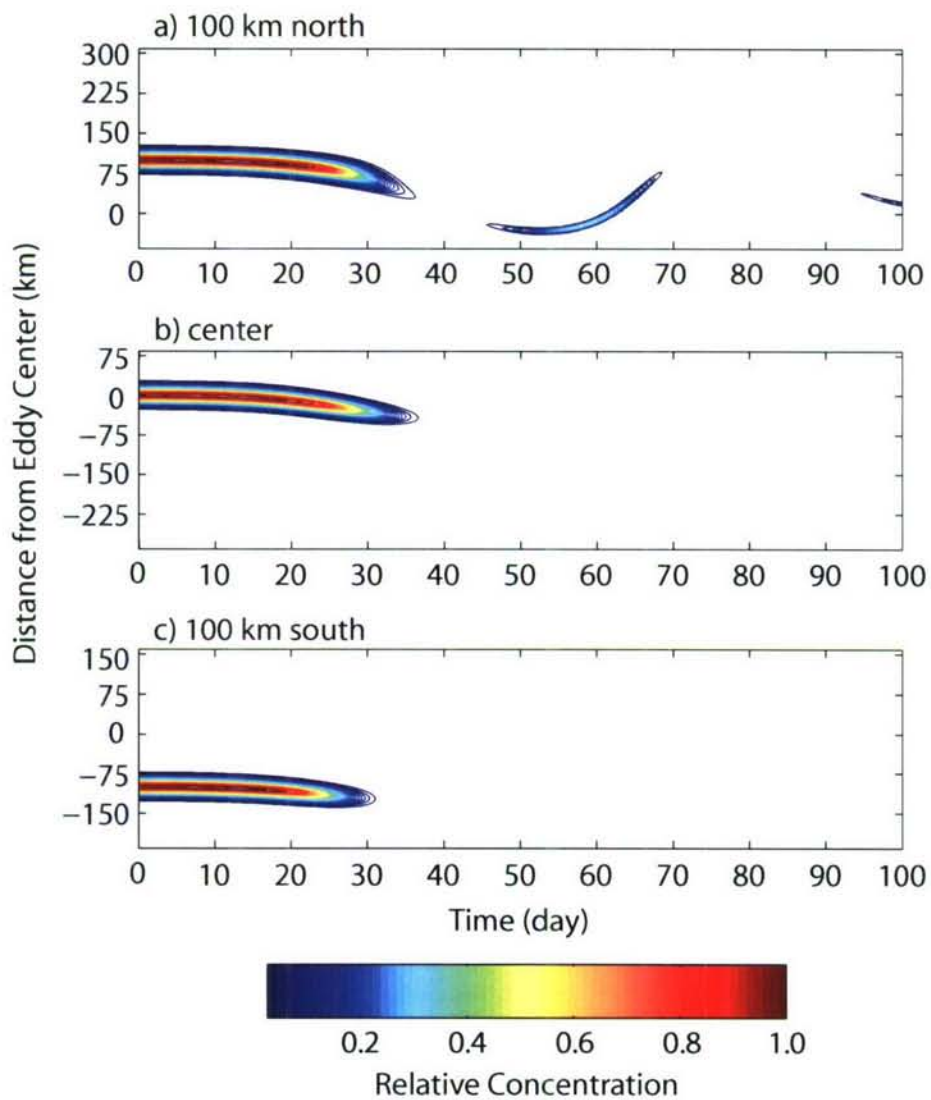 a) 100 km north
300
225
150
75
0
0 10 20 30 40 50 60 70 80 90 100
b) center
75
0
−75
−150
−225
0 10 20 30 40 50 60 70 80 90 100
c) 100 km south
150
75
0
−75
−150
0 10 20 30 40 50 60 70 80 90 100
Distance from Eddy Center (km)
Time (day)
0.2 0.4 0.6 0.8 1.0
Relative Concentration